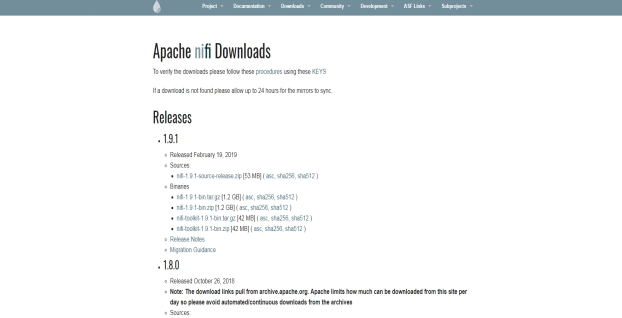 Project Documentation Downloads Community Development ASF Links Subprojects
Apache nifi Downloads
To verify the downloads please follow these procedures using these KEYS
If a download is not found please allow up to 24 hours for the mirrors to sync.
Releases
1.9.1
Released February 19, 2019
Sources:
nifi-1.9.1-source-release.zip [53 MB] ( asc, sha256, sha512 )
Binaries
nifi-1.9.1-bin.tar.gz [1.2 GB] ( asc, sha256, sha512 )
nifi-1.9.1-bin.zip [1.2 GB] ( asc, sha256, sha512 )
nifi-toolkit-1.9.1-bin.tar.gz [42 MB] ( asc, sha256, sha512 )
nifi-toolkit-1.9.1-bin.zip [42 MB] ( asc, sha256, sha512 )
Release Notes
Migration Guidance
1.8.0
Released October 26, 2018
Note: The download links pull from archive.apache.org. Apache limits how much can be downloaded from this site per
day so please avoid automated/continuous downloads from the archives
Sources: